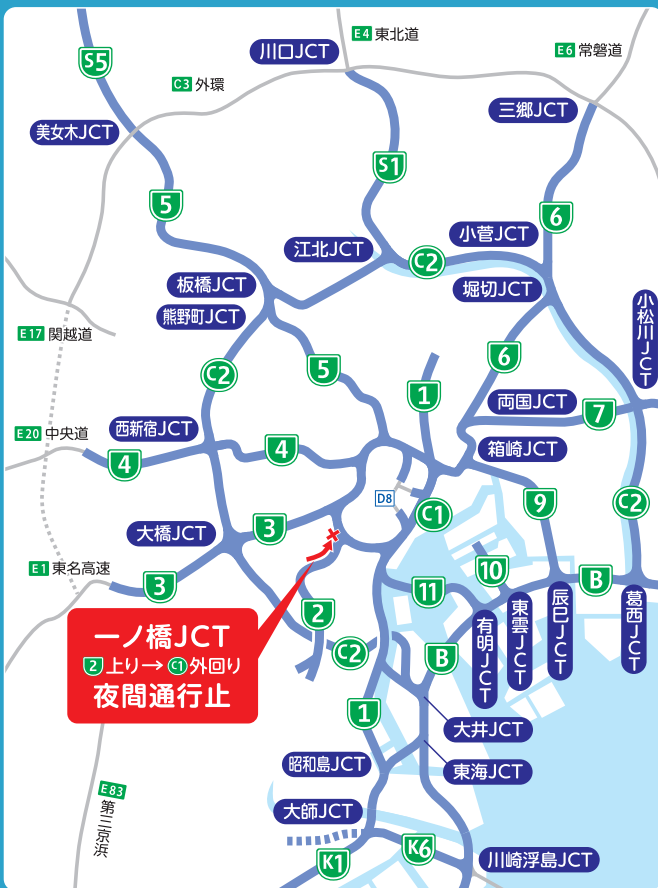 E4 東北道
川口JCT
S5
E6 常磐道
C3 外環
三郷JCT
美女木JCT
S1
5
6
小菅JCT
江北JCT
C2
板橋JCT
堀切JCT
熊野町JCT
小松川JCT
E17 関越道
6
5
C2
1
両国JCT
7
西新宿JCT
E20 中央道
4
4
箱崎JCT
D8
C1
9
C2
3
大橋JCT
E1 東名高速
3
11
10
B
2
有明JCT
東雲JCT
辰巳JCT
葛西JCT
一ノ橋JCT
2 上り→C1外回り
夜間通行止
C2
B
1
大井JCT
昭和島JCT
東海JCT
E83 第三京浜
大師JCT
K1
K6
川崎浮島JCT